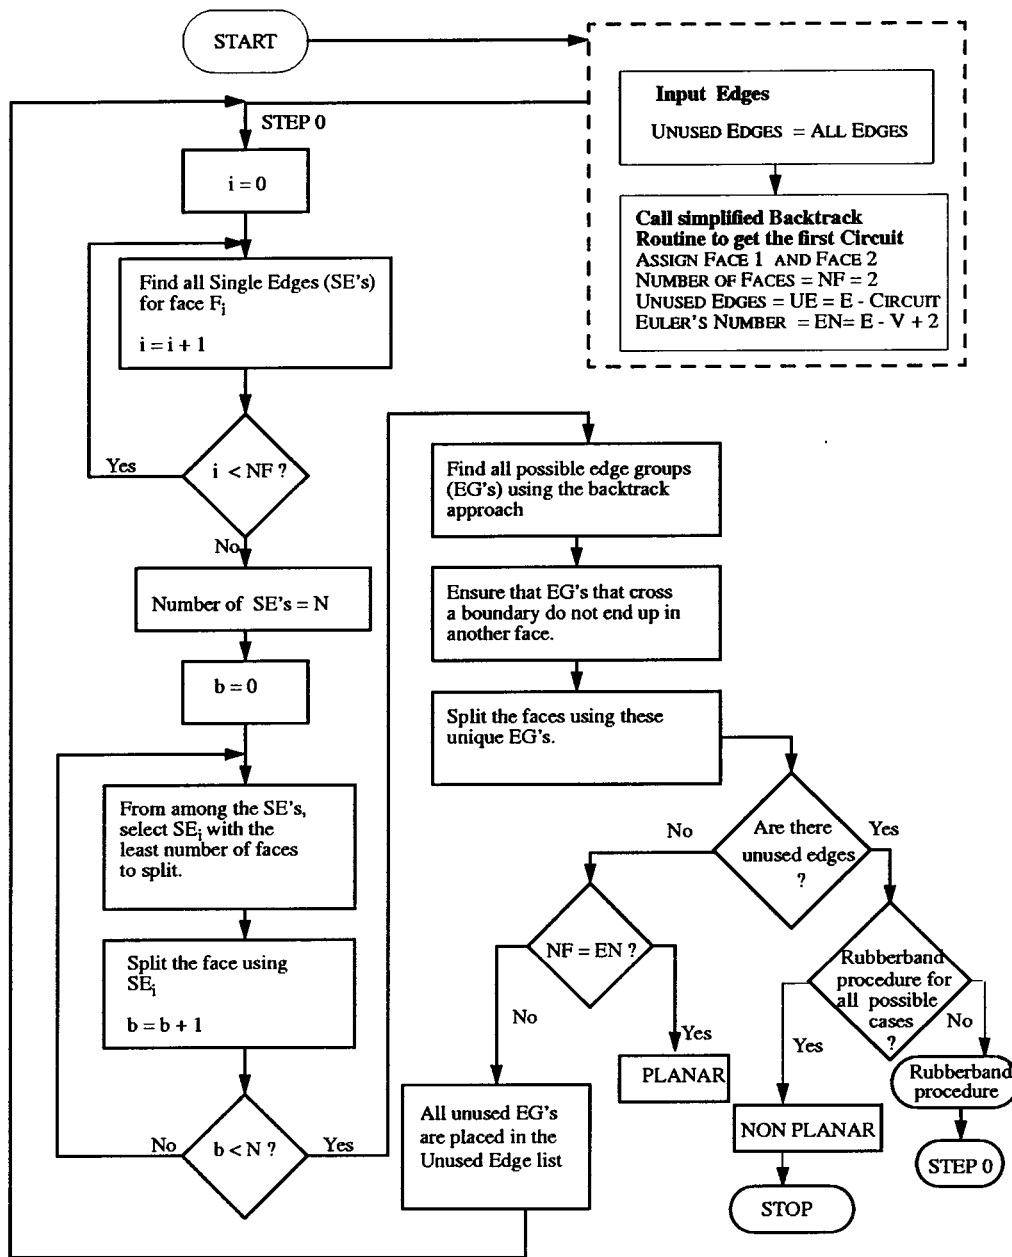 START
Input Edges
UNUSED EDGES = ALL EDGES
STEP 0
i = 0
Call simplified Backtrack
Routine to get the first Circuit
ASSIGN FACE 1 AND FACE 2
NUMBER OF FACES = NF = 2
UNUSED EDGES = UE = E - CIRCUIT
EULER'S NUMBER = EN= E - V + 2
Find all Single Edges (SE's)
for face Fi
i = i + 1
i < NF ?
Yes
No
Number of SE's = N
b = 0
From among the SE's,
select SEi with the
least number of faces
to split.
Split the face using
SEi
b = b + 1
b < N ?
No
Yes
Find all possible edge groups
(EG's) using the backtrack
approach
Ensure that EG's that cross
a boundary do not end up in
another face.
Split the faces using these
unique EG's.
Are there
unused edges
?
No
Yes
NF = EN ?
No
Yes
PLANAR
All unused EG's
are placed in the
Unused Edge list
Rubberband
procedure for
all possible
cases
?
Yes
No
NON PLANAR
STOP
Rubberband
procedure
STEP 0